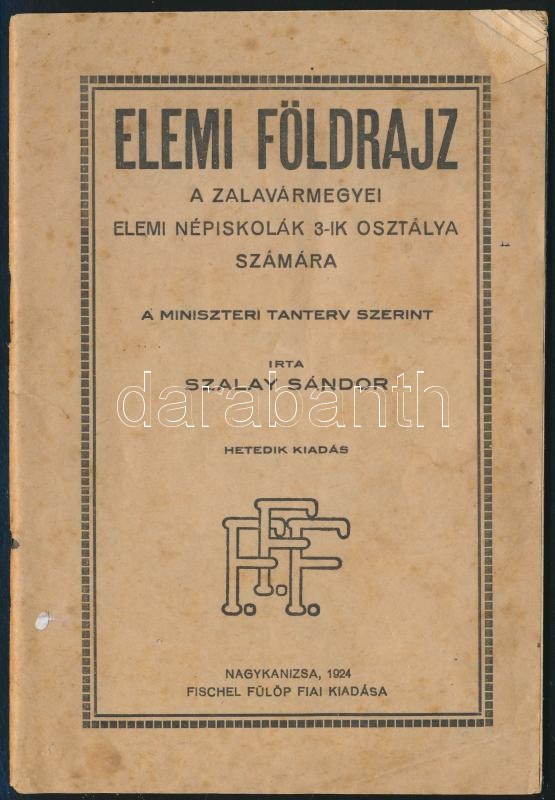 ELEMI FÖLDRAJZ
A ZALAVÁRMEGYEI
ELEMI NÉPISKOLÁK 3-IK OSZTÁLYA
SZÁMÁRA
A MINISZTERI TANTERV SZERINT
IRTA
SZALAY SÁNDOR
darabanth
HETEDIK KIADÁS
F.F.F.
NAGYKANIZSA, 1924
FISCHEL FÜLÖP FIAI KIADÁSA